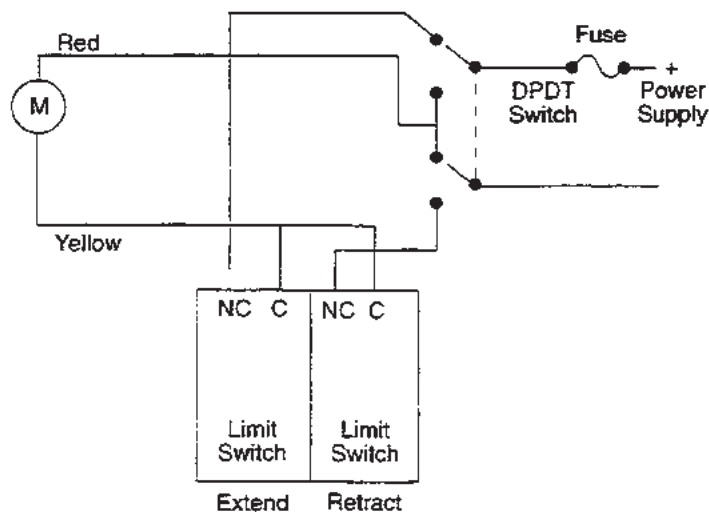 Red
Fuse
M
+
DPDT
Switch
Power
Supply
Yellow
NC C
NC C
Limit
Switch
Limit
Switch
Extend
Retract